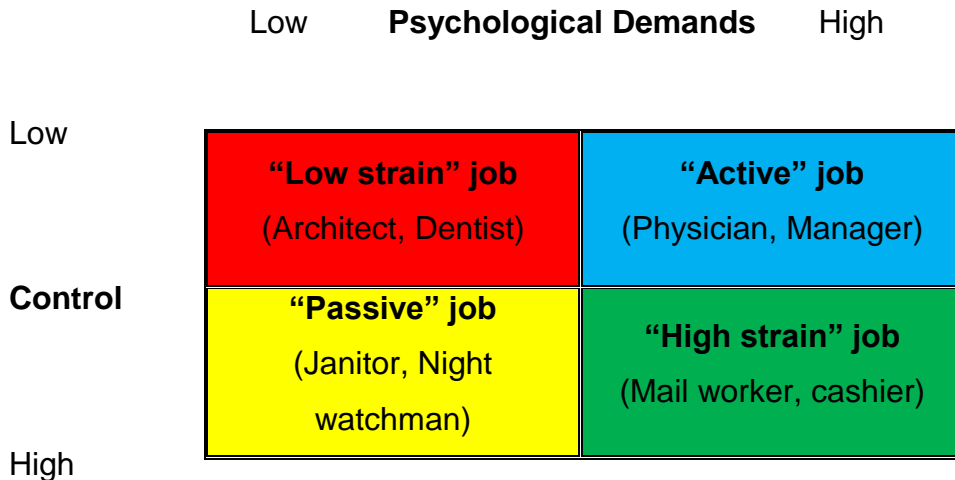 Low Psychological Demands High
Low
“Low strain” job
(Architect, Dentist)
“Active” job
(Physician, Manager)
Control
“Passive” job
(Janitor, Night
watchman)
“High strain” job
(Mail worker, cashier)
High